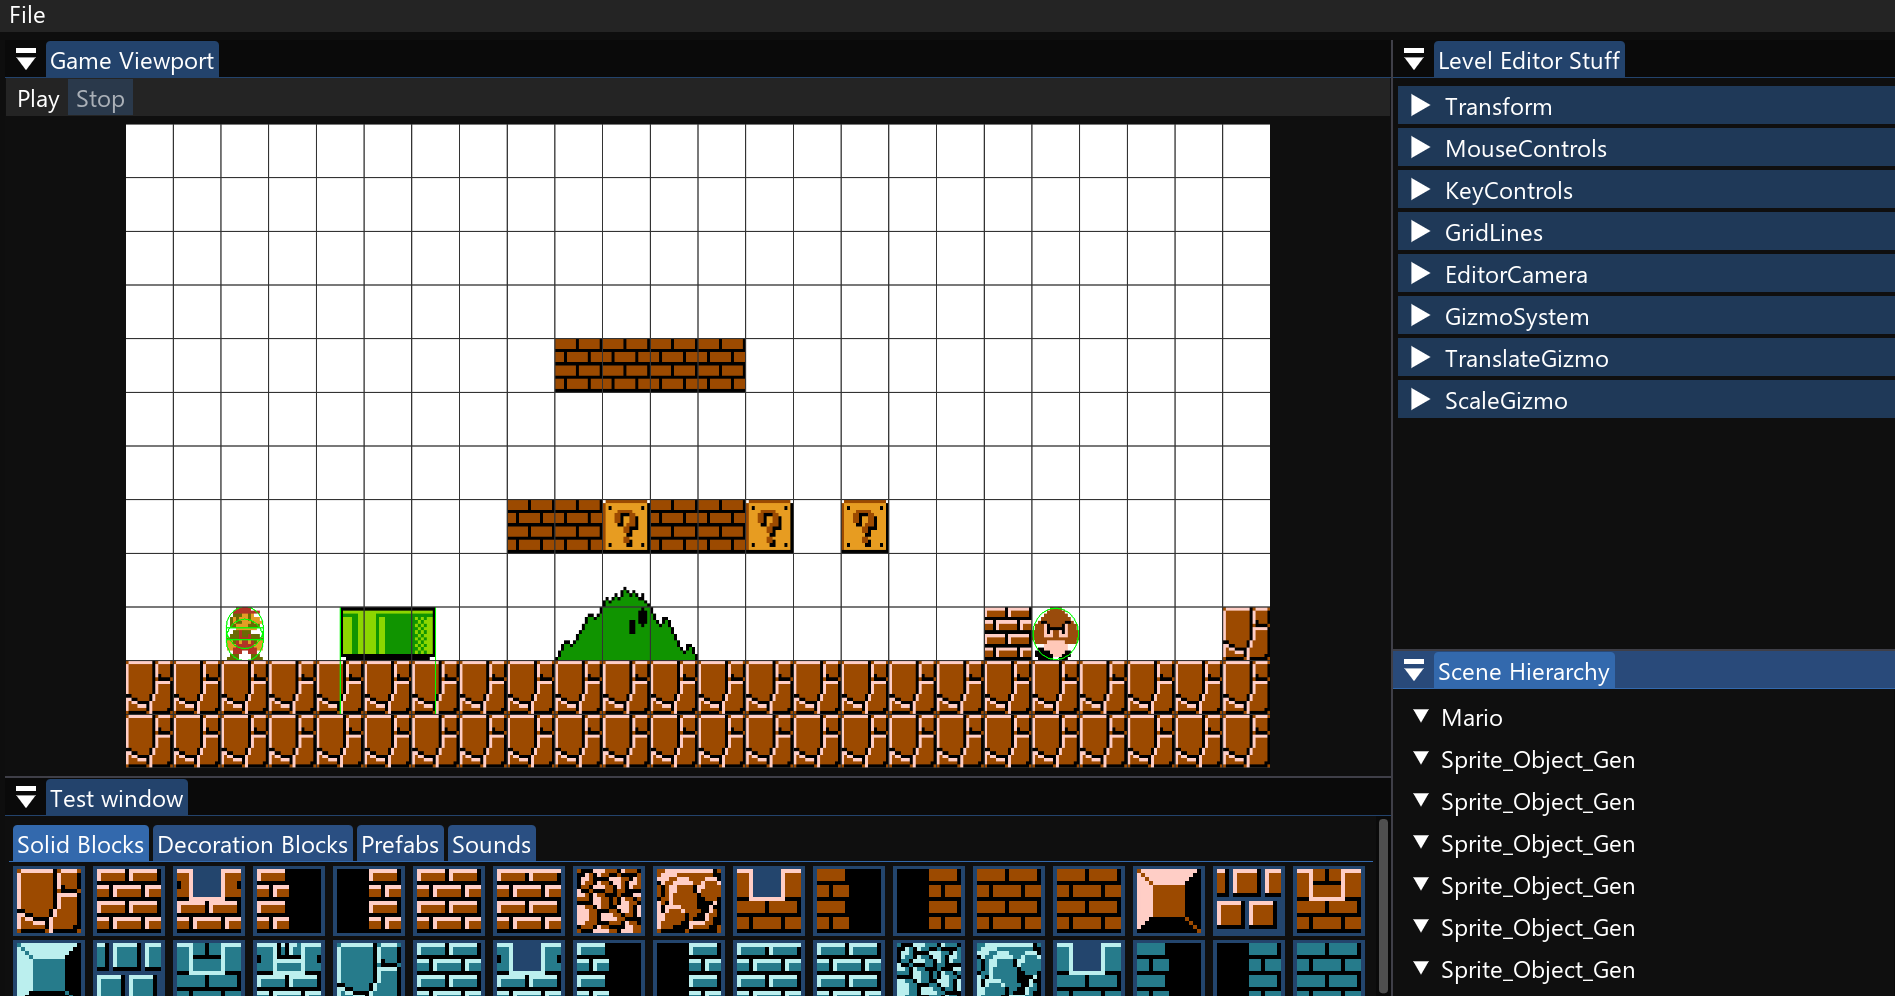 File
Game Viewport
Play Stop
Level Editor Stuff
Transform
MouseControls
KeyControls
GridLines
EditorCamera
GizmoSystem
TranslateGizmo
ScaleGizmo
? ? ?
Scene Hierarchy
Mario
Sprite_Object_Gen
Sprite_Object_Gen
Sprite_Object_Gen
Sprite_Object_Gen
Sprite_Object_Gen
Sprite_Object_Gen
Test window
Solid Blocks Decoration Blocks Prefabs Sounds